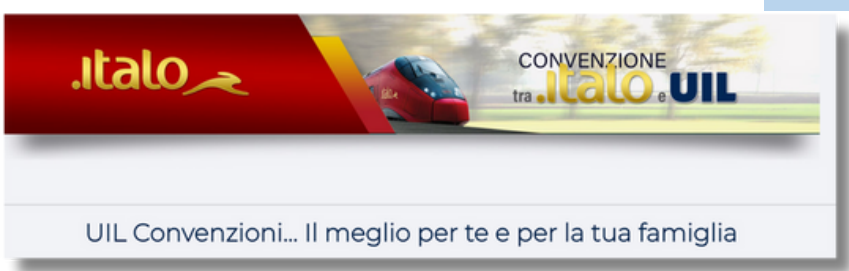 .italo
CONVENZIONE
tra .italo e UIL
UIL Convenzioni... Il meglio per te e per la tua famiglia